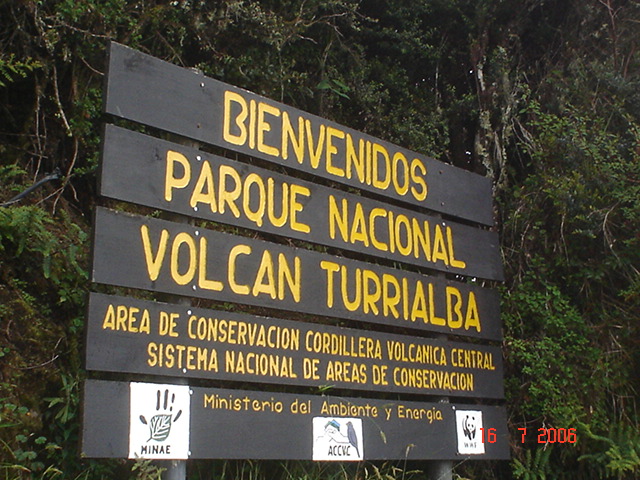 BIENVENIDOS
PARQUE NACIONAL
VOLCAN TURRIALBA
AREA DE CONSERVACION CORDILLERA VOLCANICA CENTRAL
SISTEMA NACIONAL DE AREAS DE CONSERVACION
Ministerio del Ambiente y Energia
MINAE
ACCVC
WWF
16 7 2006